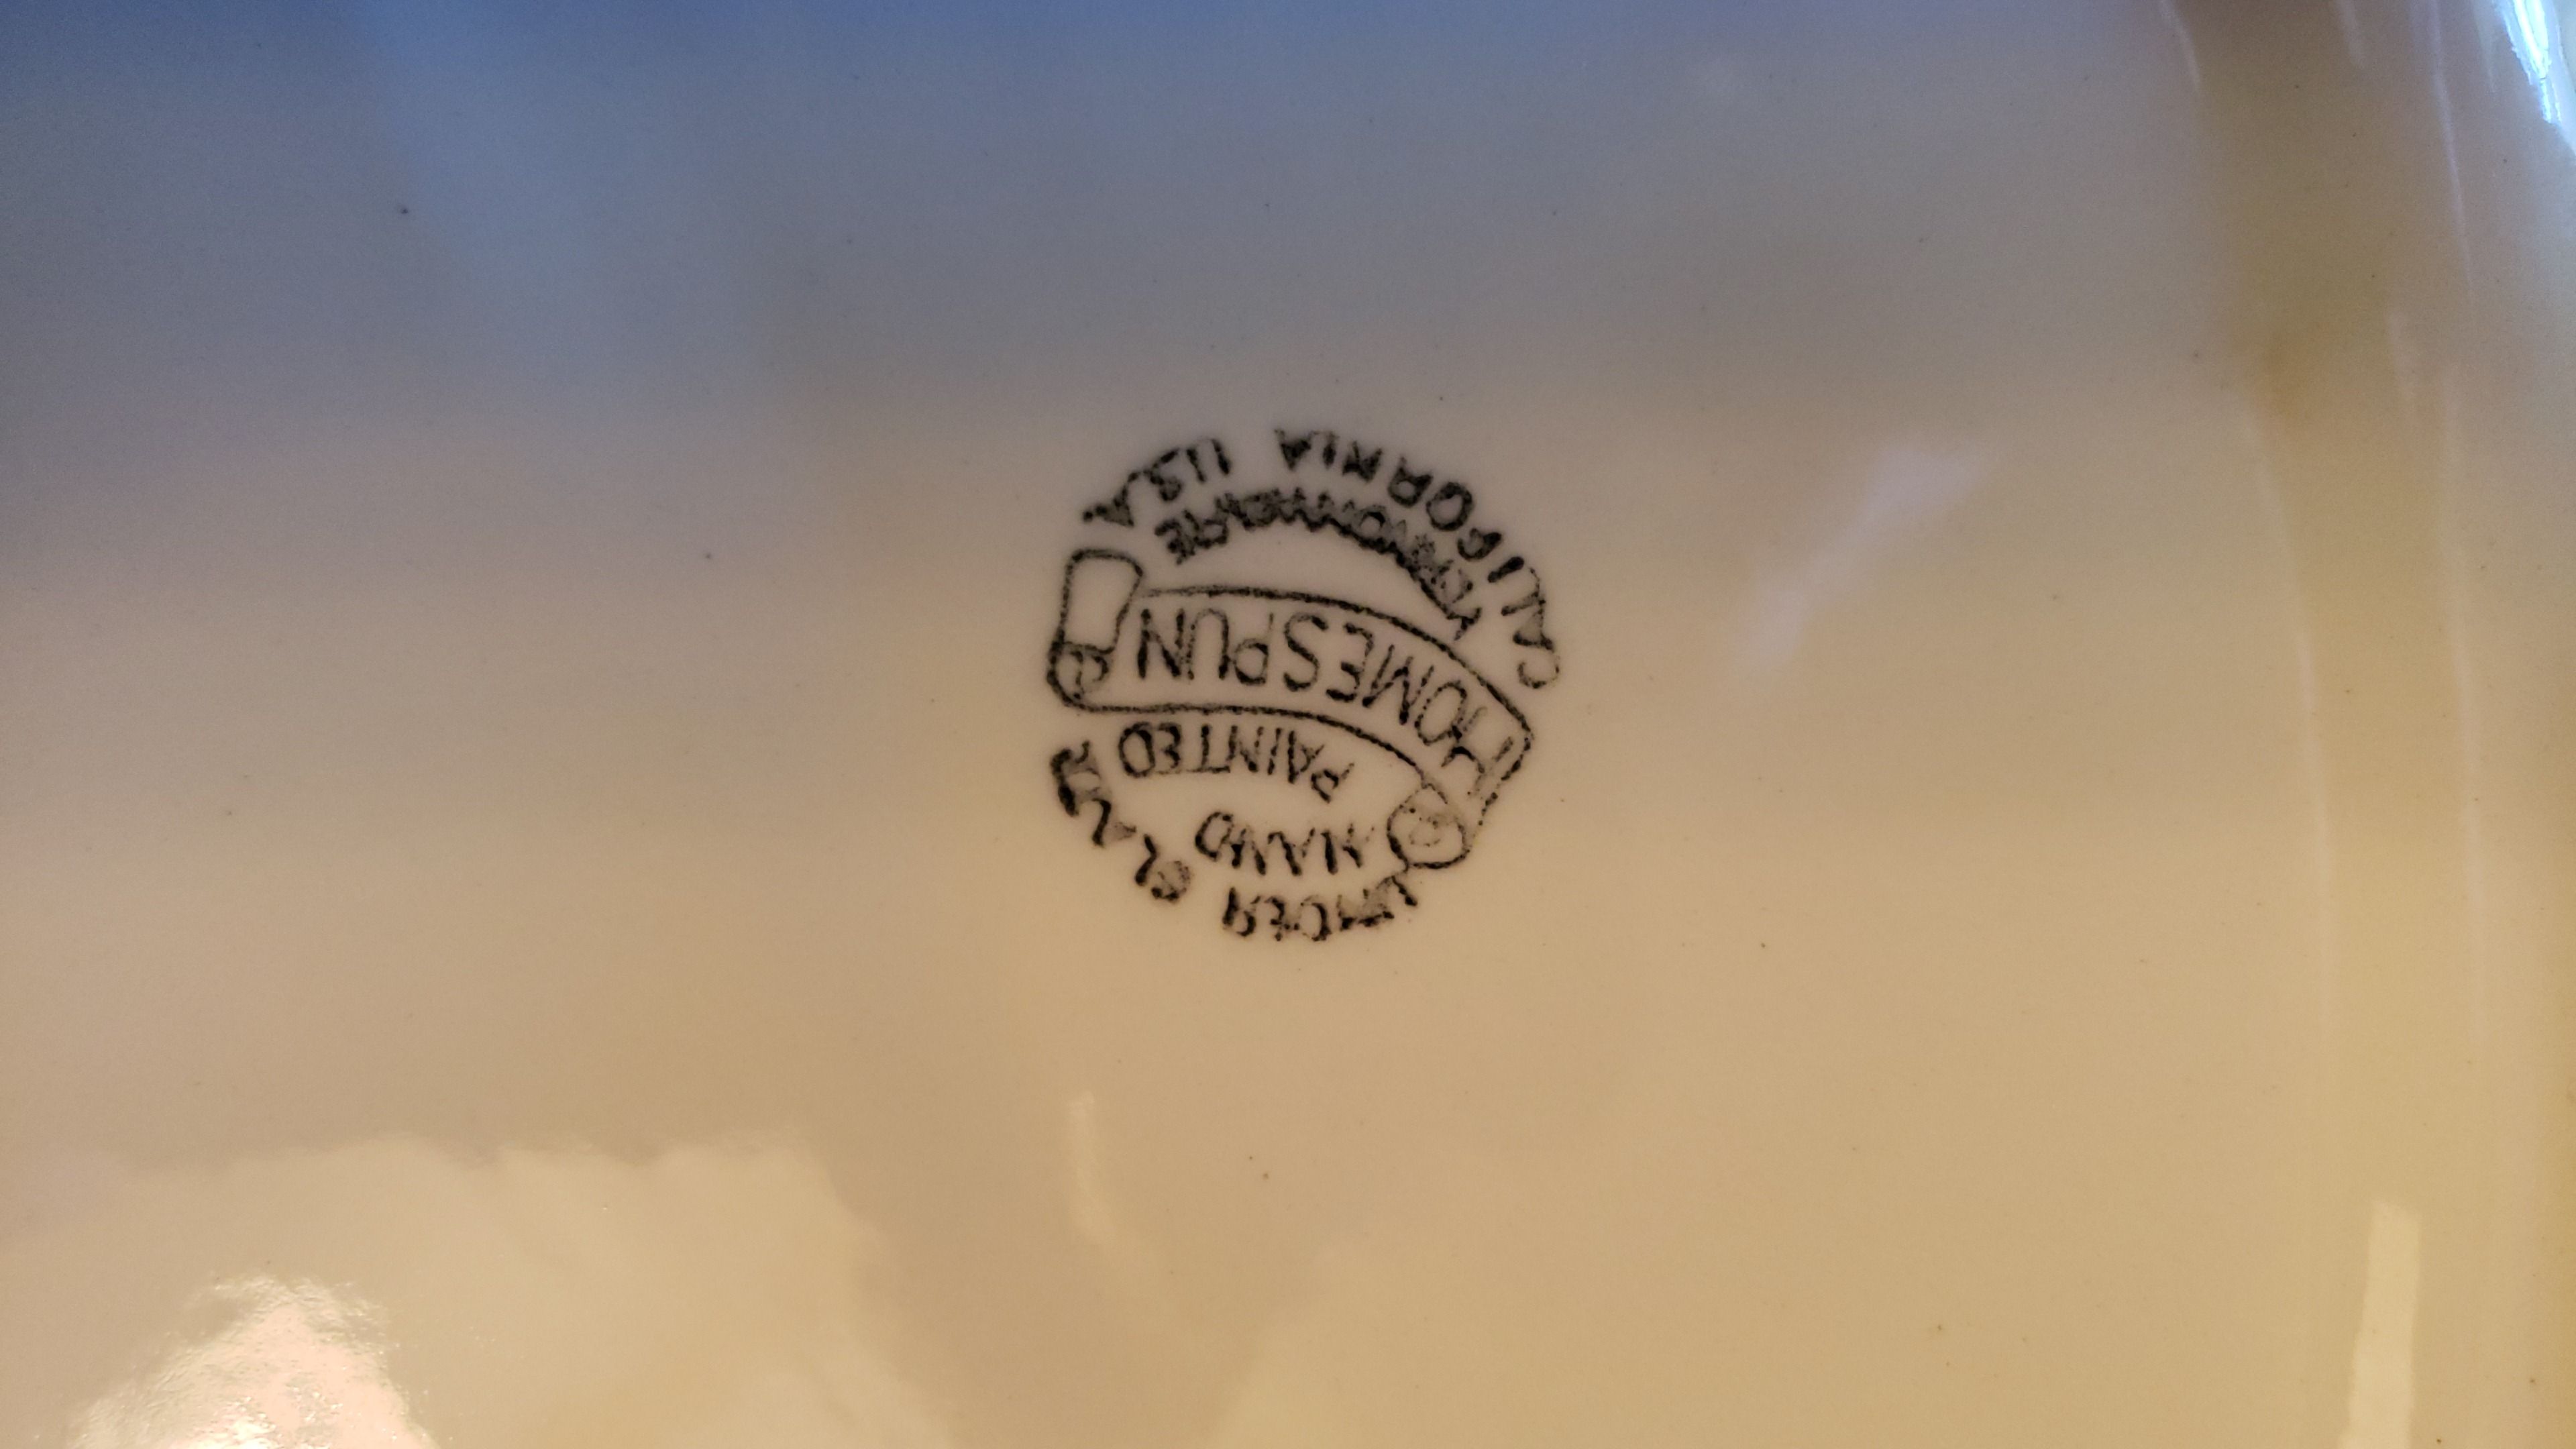 UNDER GLAZE
HAND
PAINTED
HOMESPUN
VERNONWARE
CALIFORNIA U.S.A.